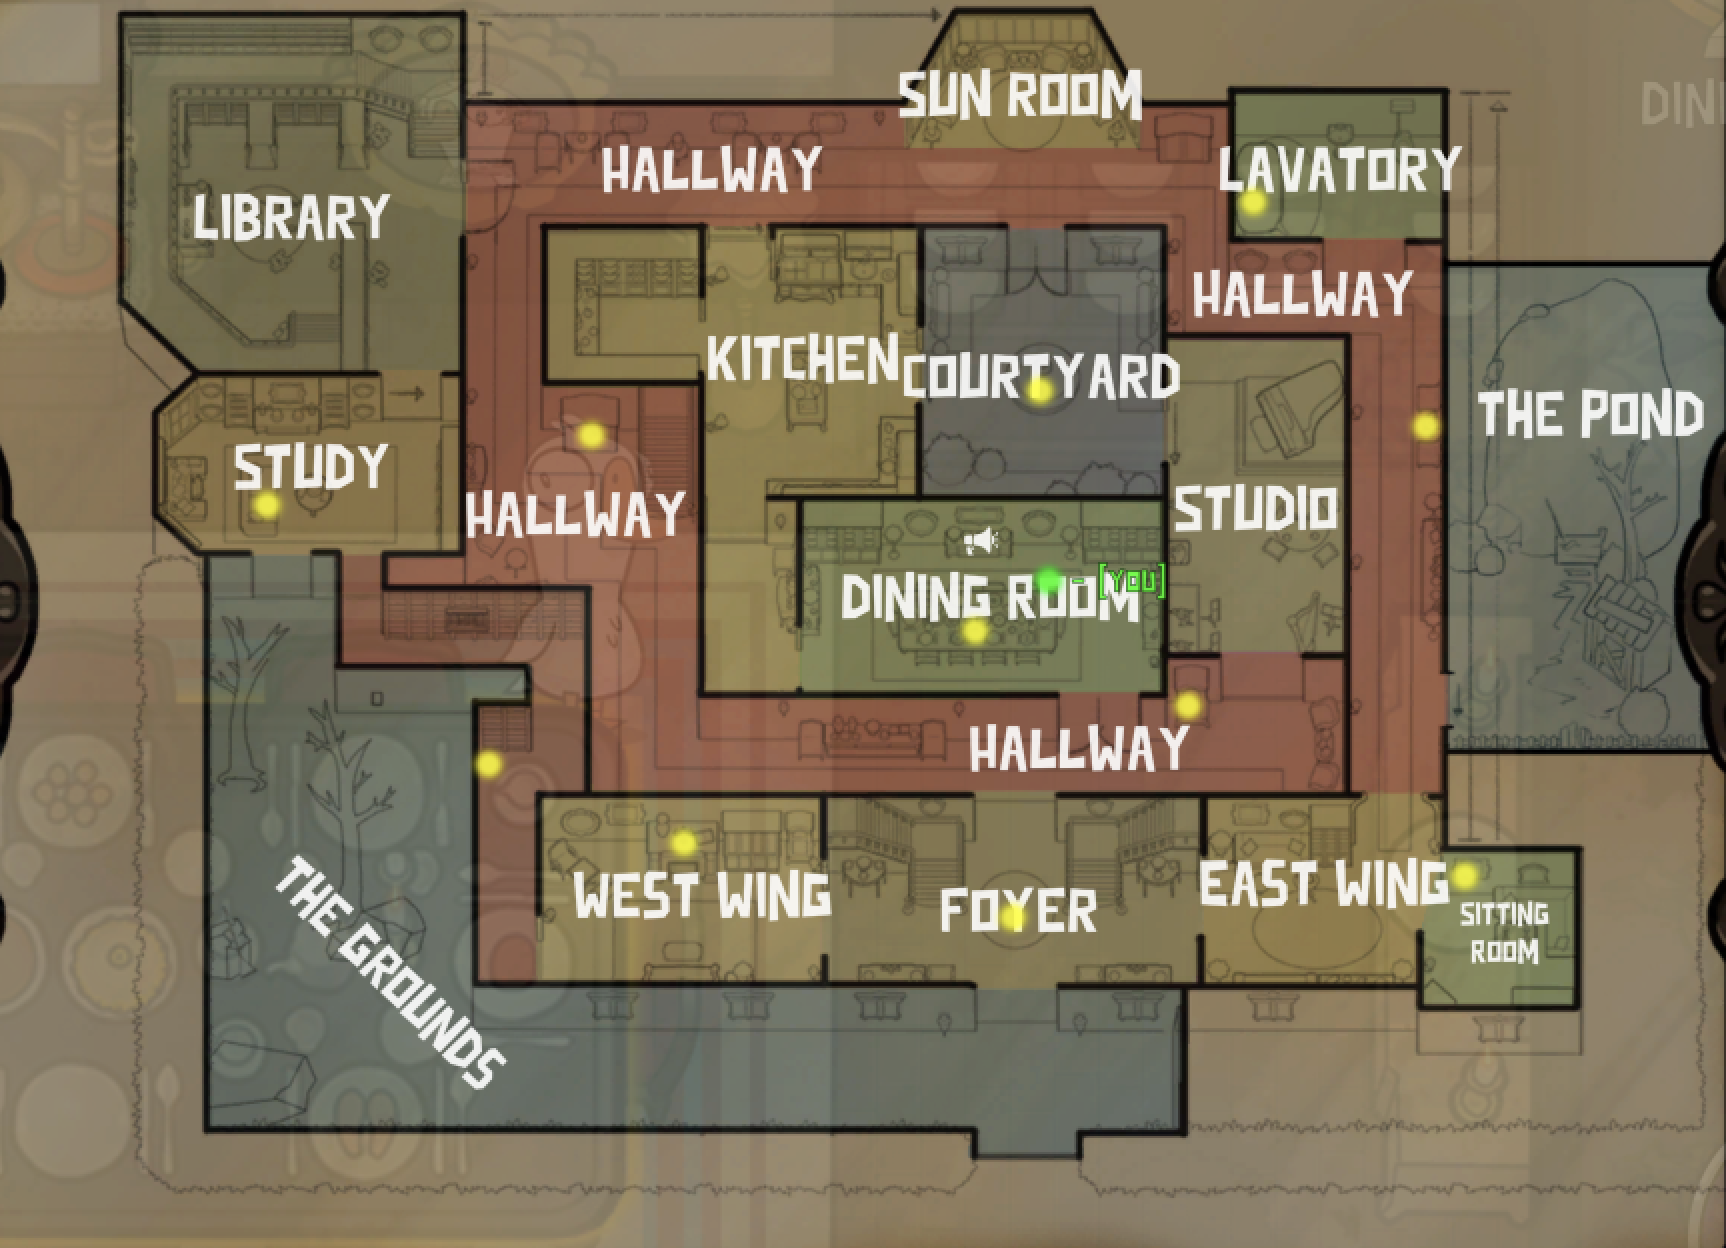 SUN ROOM
DINI
HALLWAY
LAVATORY
LIBRARY
HALLWAY
KITCHEN
COURTYARD
THE POND
STUDY
HALLWAY
STUDIO
DINING ROOM
- [YOU]
HALLWAY
WEST WING
FOYER
EAST WING
SITTING
ROOM
THE GROUNDS